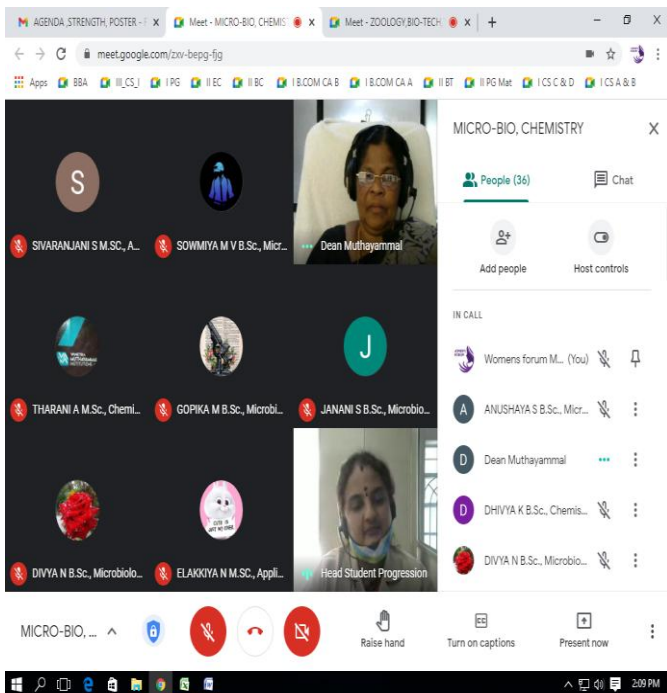 AGENDA ,STRENGTH, POSTER -
Meet - MICRO-BIO, CHEMIS
Meet - ZOOLOGY,BIO-TECH
meet.google.com/zxv-bepg-fjg
Apps BBA III_CS_I I PG II EC II BC I B.COM CA B I B.COM CA A II BT II PG Mat I CS C & D I CS A & B
MICRO-BIO, CHEMISTRY
People (36) Chat
Add people Host controls
IN CALL
Womens forum M... (You)
A ANUSHAYA S B.Sc., Micr...
D Dean Muthayammal
D DHIVYA K B.Sc., Chemis...
DIVYA N B.Sc., Microbio...
S
SIVARANJANI S M.SC., A...
SOWMIYA M V B.Sc., Micr...
Dean Muthayammal
THARANI A M.Sc., Chemi...
GOPIKA M B.Sc., Microbi...
J
JANANI S B.Sc., Microbio...
DIVYA N B.Sc., Microbiolo...
ELAKKIYA N M.SC., Appli...
Head Student Progression
MICRO-BIO, ...
Raise hand
Turn on captions
Present now
2:09 PM